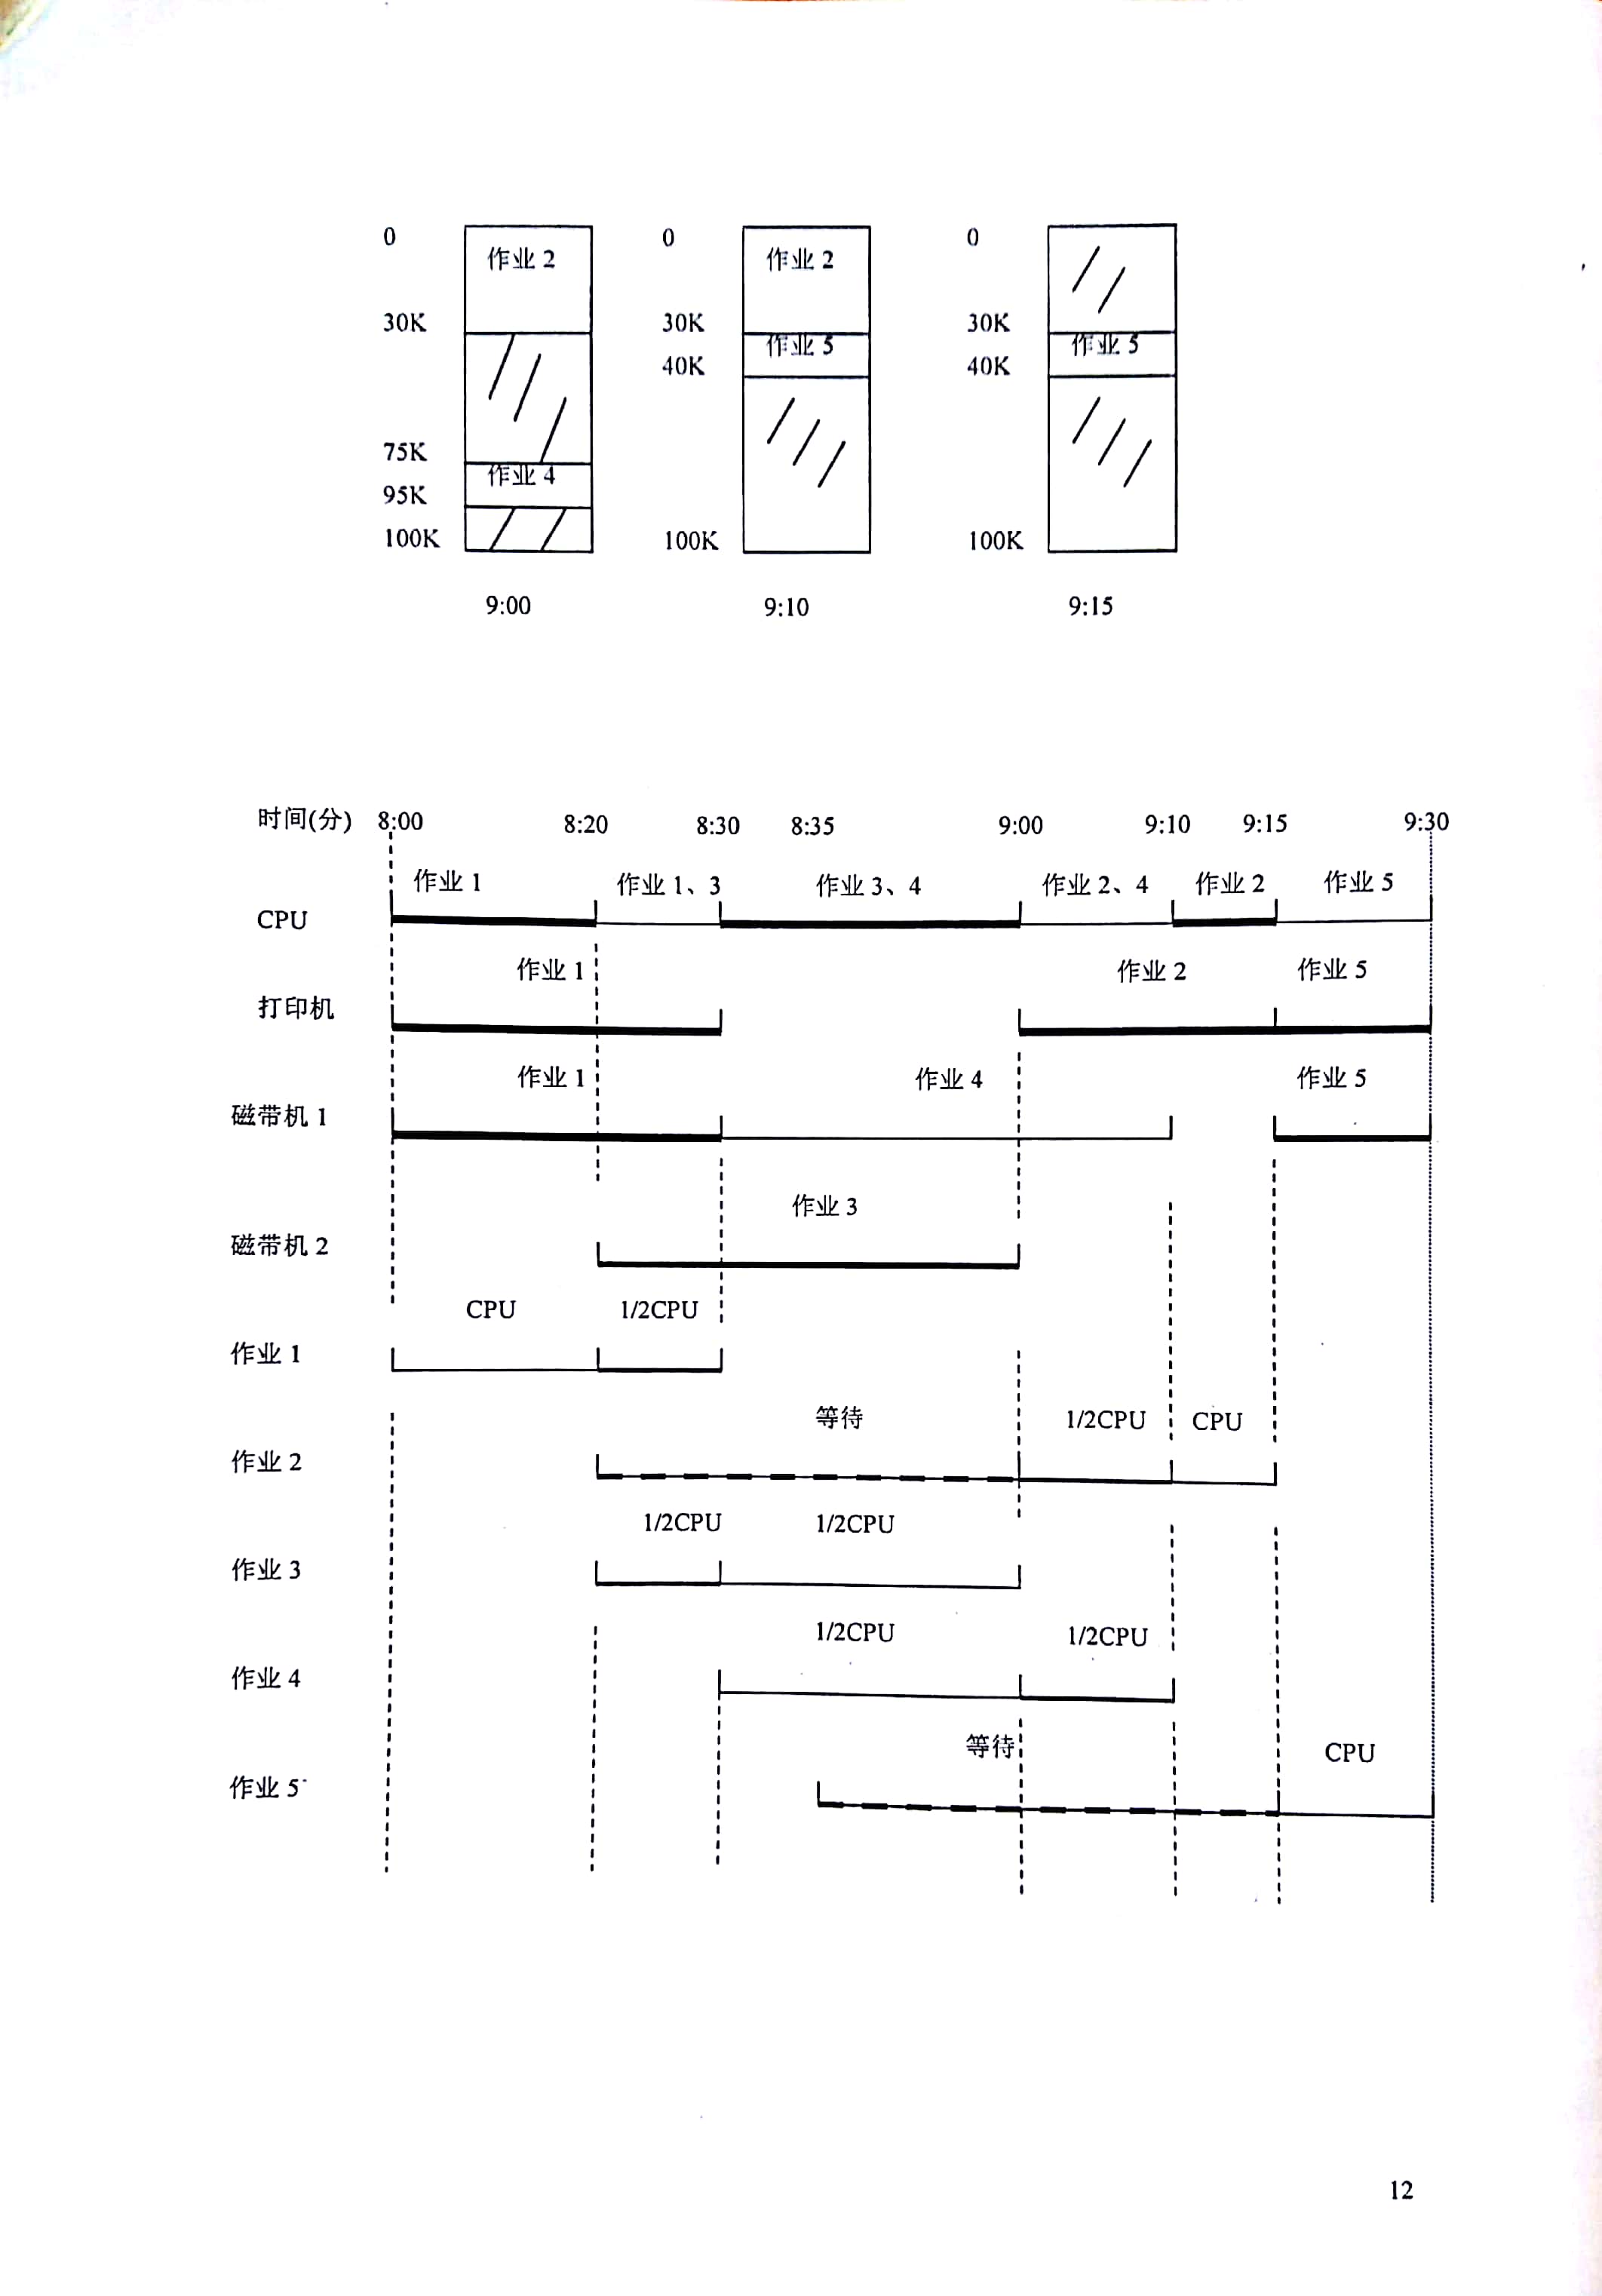 0 作业 2 0 作业 2 0
30K 30K 作业 5 30K 作业 5
40K 40K
75K 作业 4
95K
100K 100K 100K
9:00 9:10 9:15
时间(分) 8:00 8:20 8:30 8:35 9:00 9:10 9:15 9:30
作业 1 作业 1、3 作业 3、4 作业 2、4 作业 2 作业 5
CPU
作业 1 作业 2 作业 5
打印机
作业 1 作业 4 作业 5
磁带机 1
作业 3
磁带机 2
CPU 1/2CPU
作业 1
等待 1/2CPU CPU
作业 2
1/2CPU 1/2CPU
作业 3
1/2CPU 1/2CPU
作业 4
等待 CPU
作业 5
12